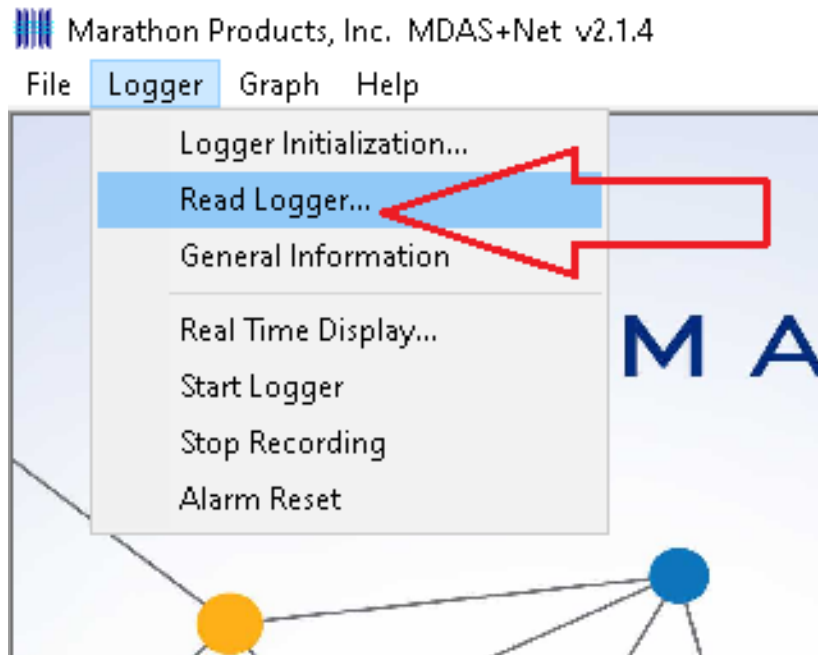 Marathon Products, Inc. MDAS+Net v2.1.4
File Logger Graph Help
Logger Initialization...
Read Logger...
General Information
Real Time Display...
Start Logger
Stop Recording
Alarm Reset
M A